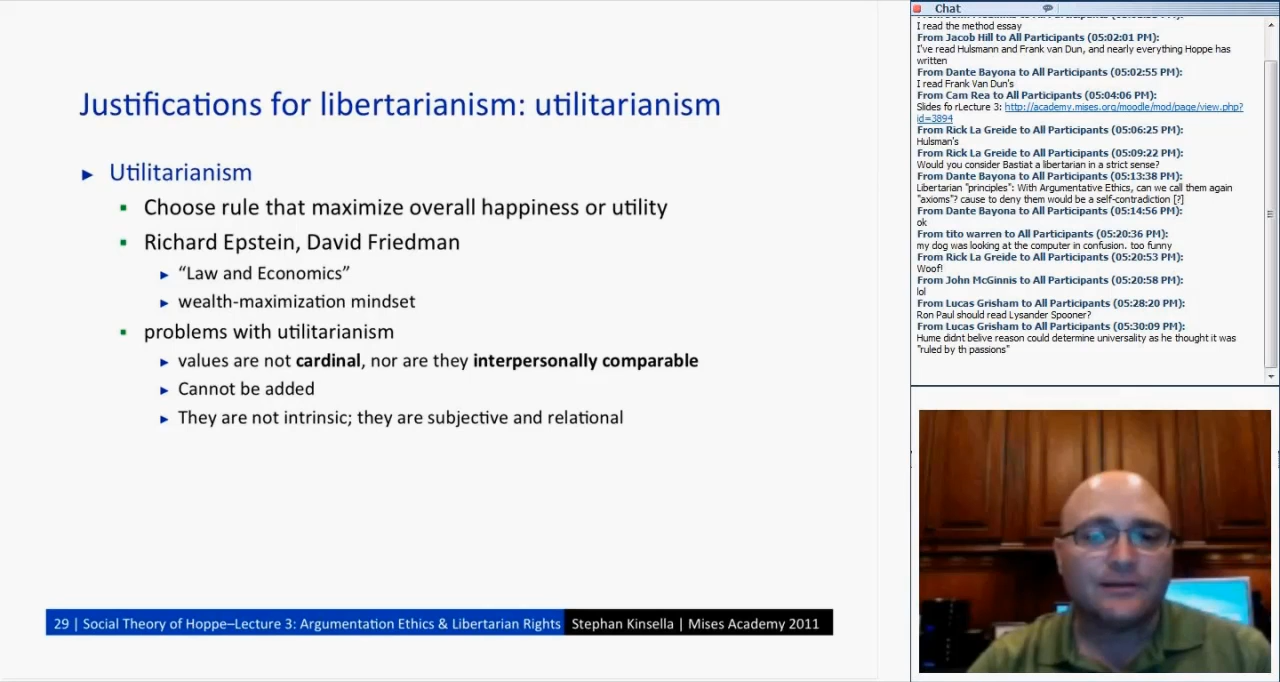 Justifications for libertarianism: utilitarianism
► Utilitarianism
▪ Choose rule that maximize overall happiness or utility
▪ Richard Epstein, David Friedman
► “Law and Economics”
► wealth-maximization mindset
▪ problems with utilitarianism
► values are not cardinal, nor are they interpersonally comparable
► Cannot be added
► They are not intrinsic; they are subjective and relational
29 | Social Theory of Hoppe–Lecture 3: Argumentation Ethics & Libertarian Rights Stephan Kinsella | Mises Academy 2011
Chat
I read the method essay
From Jacob Hill to All Participants (05:02:01 PM):
I've read Hulsmann and Frank van Dun, and nearly everything Hoppe has
written
From Dante Bayona to All Participants (05:02:55 PM):
I read Frank Van Dun's
From Cam Rea to All Participants (05:04:06 PM):
Slides for rLecture 3: http://academy.mises.org/moodle/mod/page/view.php?
id=3894
From Rick La Greide to All Participants (05:06:25 PM):
Hulsman's
From Rick La Greide to All Participants (05:09:22 PM):
Would you consider Bastiat a libertarian in a strict sense?
From Dante Bayona to All Participants (05:13:38 PM):
Libertarian "principles": With Argumentative Ethics, can we call them again
"axioms"? cause to deny them would be a self-contradiction [?]
From Dante Bayona to All Participants (05:14:56 PM):
ok
From tito warren to All Participants (05:20:36 PM):
my dog was looking at the computer in confusion. too funny
From Rick La Greide to All Participants (05:20:53 PM):
Woof!
From John McGinnis to All Participants (05:20:58 PM):
lol
From Lucas Grisham to All Participants (05:28:20 PM):
Ron Paul should read Lysander Spooner?
From Lucas Grisham to All Participants (05:30:09 PM):
Hume didnt belive reason could determine universality as he thought it was
"ruled by th passions"